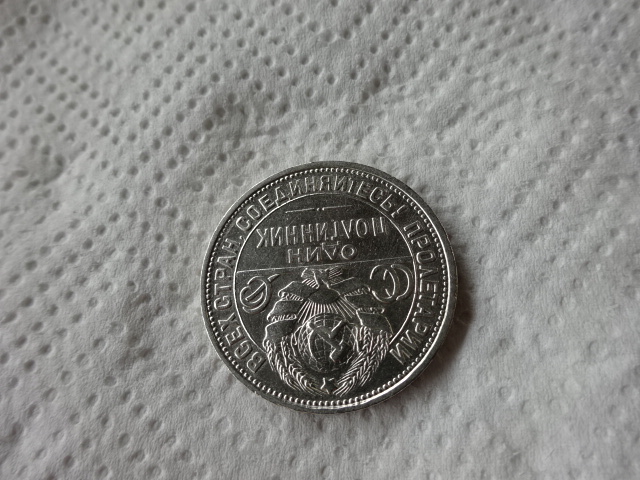 ПРОЛЕТАРИИ ВСЕХ СТРАН, СОЕДИНЯЙТЕСЬ!
ОДИН
ПОЛТИННИК